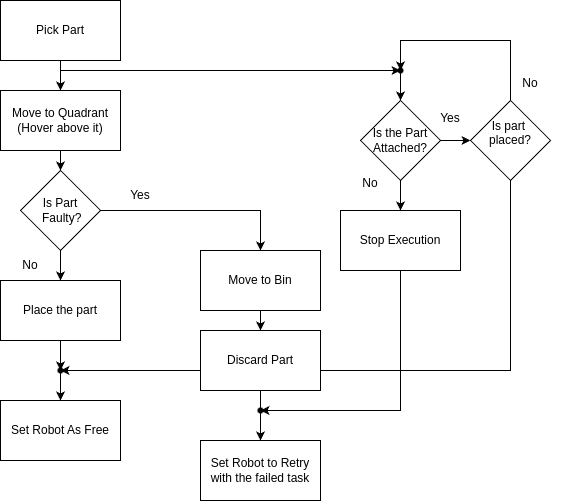 Pick Part
No
Move to Quadrant
(Hover above it)
Is the Part
Attached?
Yes
Is part
placed?
Yes
No
Is Part
Faulty?
Stop Execution
No
Move to Bin
Place the part
Discard Part
Set Robot As Free
Set Robot to Retry
with the failed task